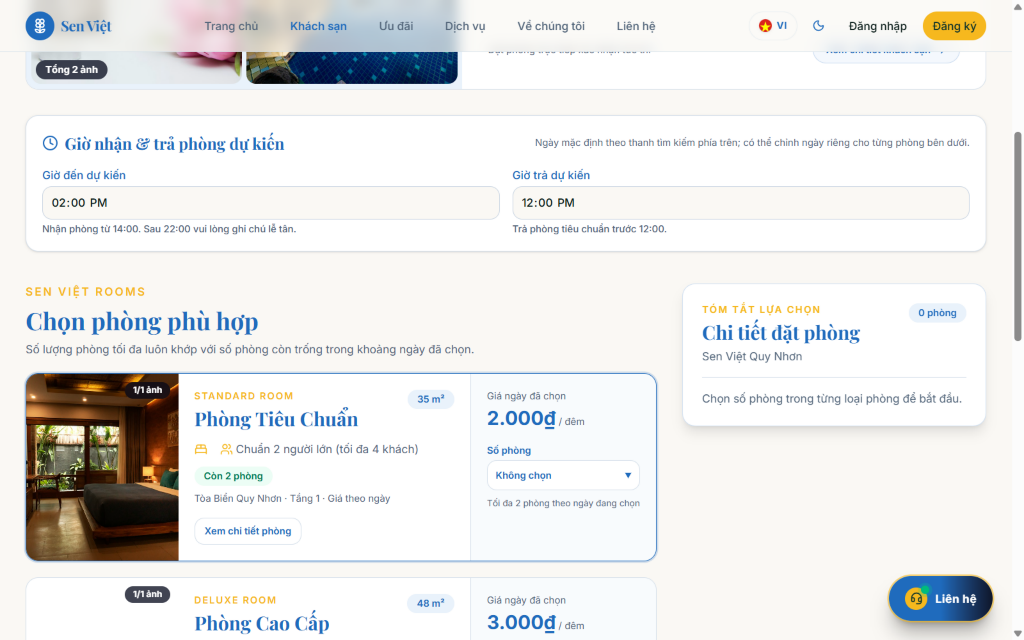 Sen Việt
Trang chủ
Khách sạn
Ưu đãi
Dịch vụ
Về chúng tôi
Liên hệ
VI
Đăng nhập
Đăng ký
Tổng 2 ảnh
Giờ nhận & trả phòng dự kiến
Ngày mặc định theo thanh tìm kiếm phía trên; có thể chỉnh ngày riêng cho từng phòng bên dưới.
Giờ đến dự kiến
Giờ trả dự kiến
02:00 PM
12:00 PM
Nhận phòng từ 14:00. Sau 22:00 vui lòng ghi chú lễ tân.
Trả phòng tiêu chuẩn trước 12:00.
SEN VIỆT ROOMS
Chọn phòng phù hợp
Số lượng phòng tối đa luôn khớp với số phòng còn trống trong khoảng ngày đã chọn.
TÓM TẮT LỰA CHỌN
0 phòng
Chi tiết đặt phòng
Sen Việt Quy Nhơn
Chọn số phòng trong từng loại phòng để bắt đầu.
1/1 ảnh
STANDARD ROOM
35 m²
Phòng Tiêu Chuẩn
Chuẩn 2 người lớn (tối đa 4 khách)
Còn 2 phòng
Tòa Biển Quy Nhơn · Tầng 1 · Giá theo ngày
Xem chi tiết phòng
Giá ngày đã chọn
2.000₫ / đêm
Số phòng
Không chọn
Tối đa 2 phòng theo ngày đang chọn
1/1 ảnh
DELUXE ROOM
48 m²
Phòng Cao Cấp
Giá ngày đã chọn
3.000₫ / đêm
Liên hệ